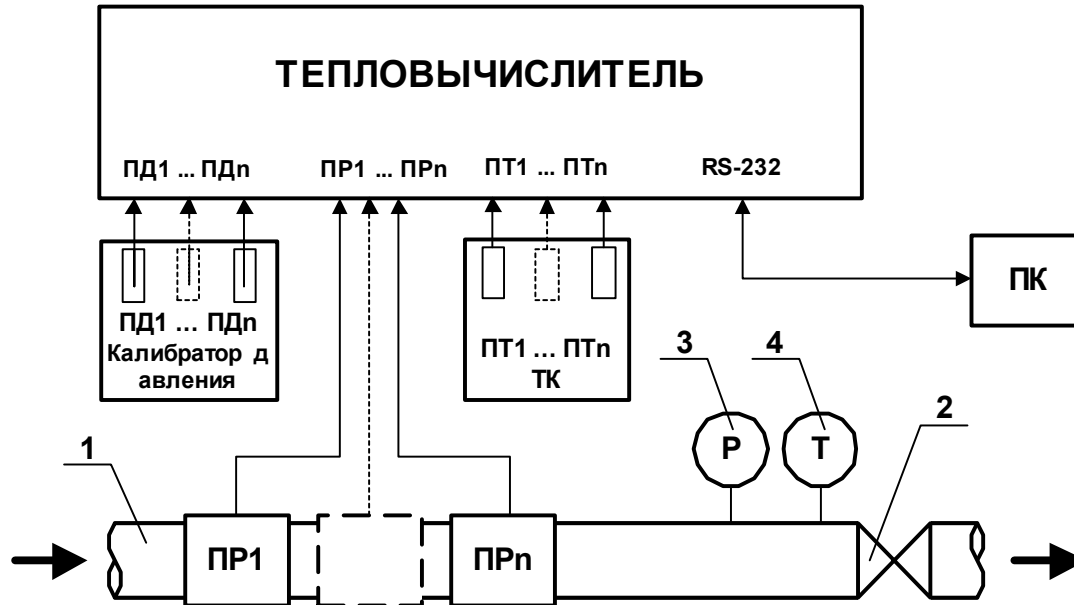 ТЕПЛОВЫЧИСЛИТЕЛЬ
ПД1 ... ПДn
ПР1 ... ПРn
ПТ1 ... ПТn
RS-232
ПД1 ... ПДn
Калибратор д
авления
ПТ1 ... ПТn
ТК
ПК
3
4
2
1
P
T
ПР1
ПРn